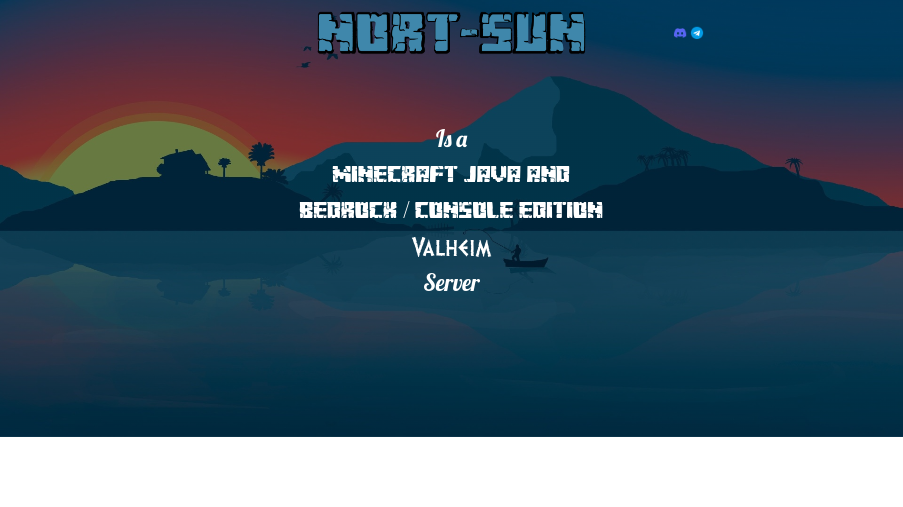 NORT-SUN
Is a
MINECRAFT JAVA AND
BEDROCK / CONSOLE EDITION
VALHEIM
Server